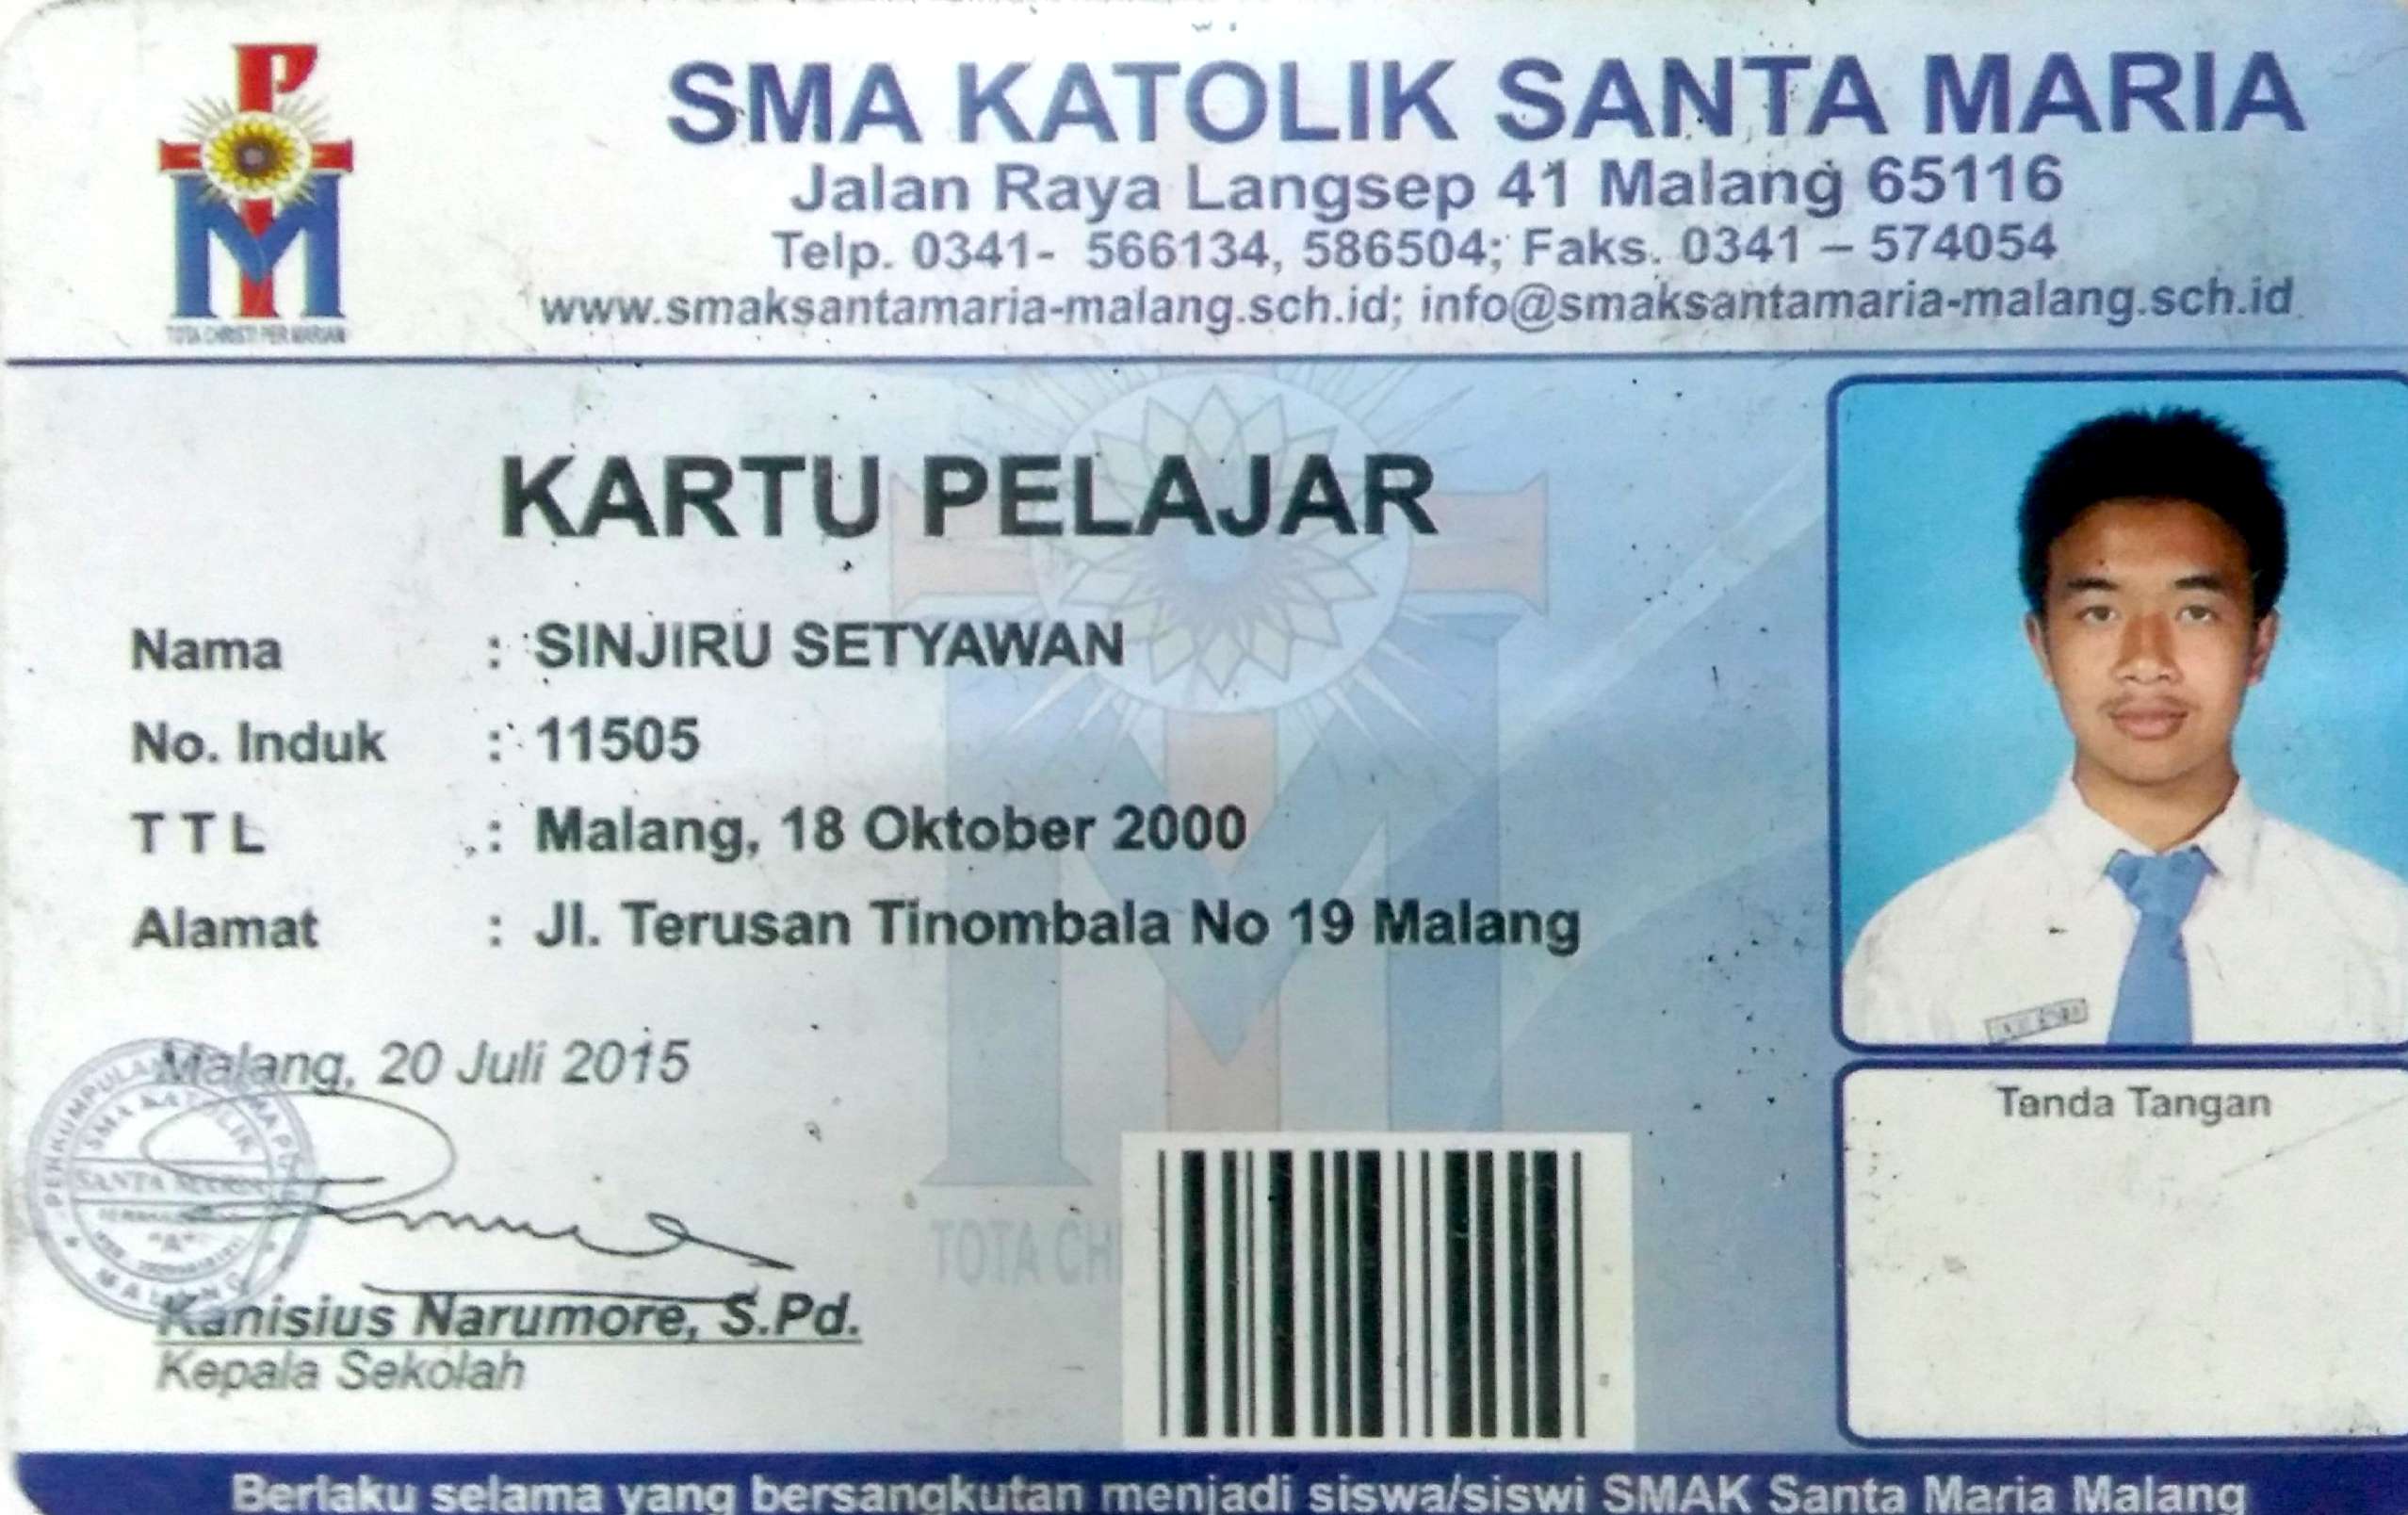 SMA KATOLIK SANTA MARIA
Jalan Raya Langsep 41 Malang 65116
Telp. 0341- 566134, 586504; Faks. 0341 – 574054
www.smaksantamaria-malang.sch.id; info@smaksantamaria-malang.sch.id
TOTA CHRISTI PER MARIAM
KARTU PELAJAR
Nama : SINJIRU SETYAWAN
No. Induk : 11505
T T L : Malang, 18 Oktober 2000
Alamat : Jl. Terusan Tinombala No 19 Malang
Malang, 20 Juli 2015
SMA KATOLIK
SANTA MARIA
MALANG
Kanisius Narumore, S.Pd.
Kepala Sekolah
TOTA CH
Tanda Tangan
Berlaku selama yang bersangkutan menjadi siswa/siswi SMAK Santa Maria Malang